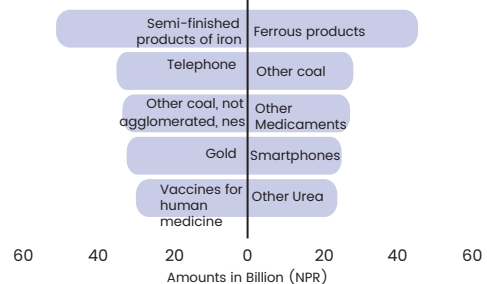 Semi-finished
products of iron
Ferrous products
Telephone
Other coal
Other coal, not
agglomerated, nes
Other
Medicaments
Gold
Smartphones
Vaccines for
human
medicine
Other Urea
60 40 20 0 20 40 60
Amounts in Billion (NPR)